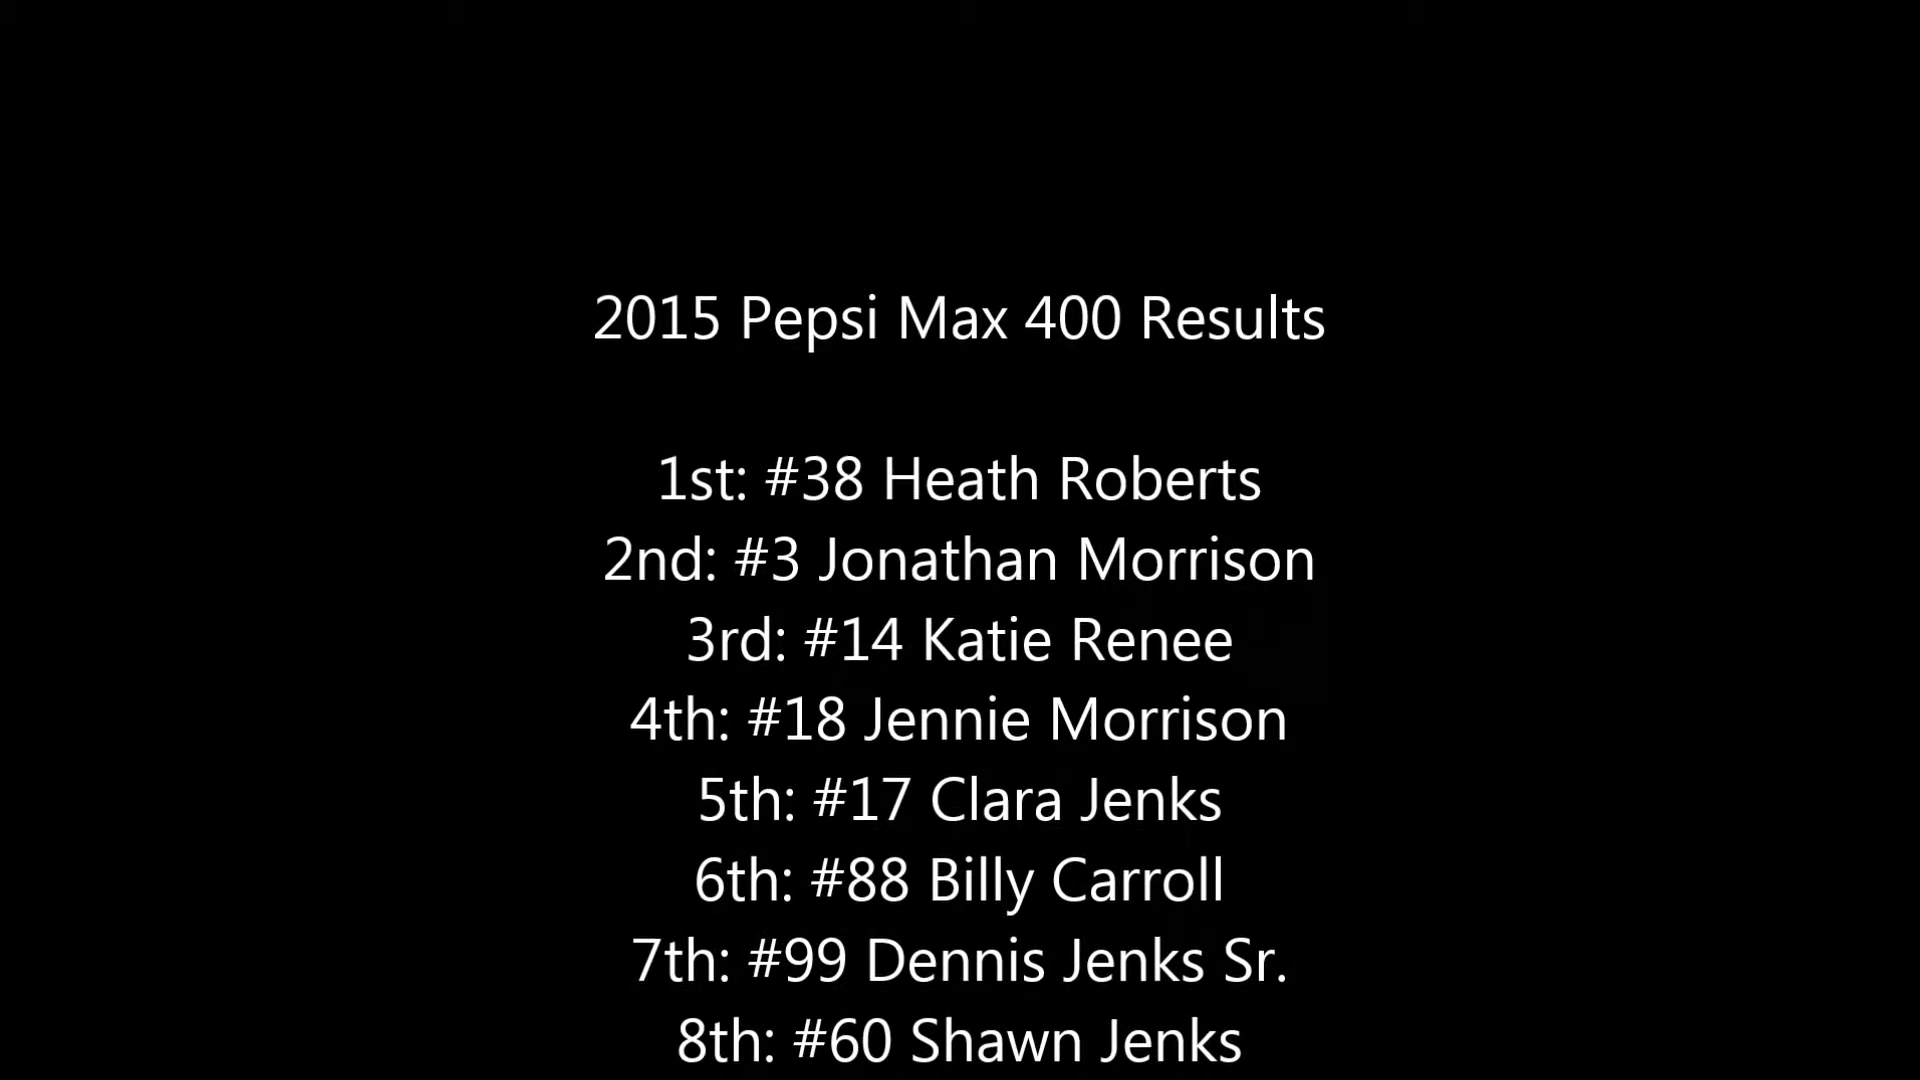 2015 Pepsi Max 400 Results
1st: #38 Heath Roberts
2nd: #3 Jonathan Morrison
3rd: #14 Katie Renee
4th: #18 Jennie Morrison
5th: #17 Clara Jenks
6th: #88 Billy Carroll
7th: #99 Dennis Jenks Sr.
8th: #60 Shawn Jenks